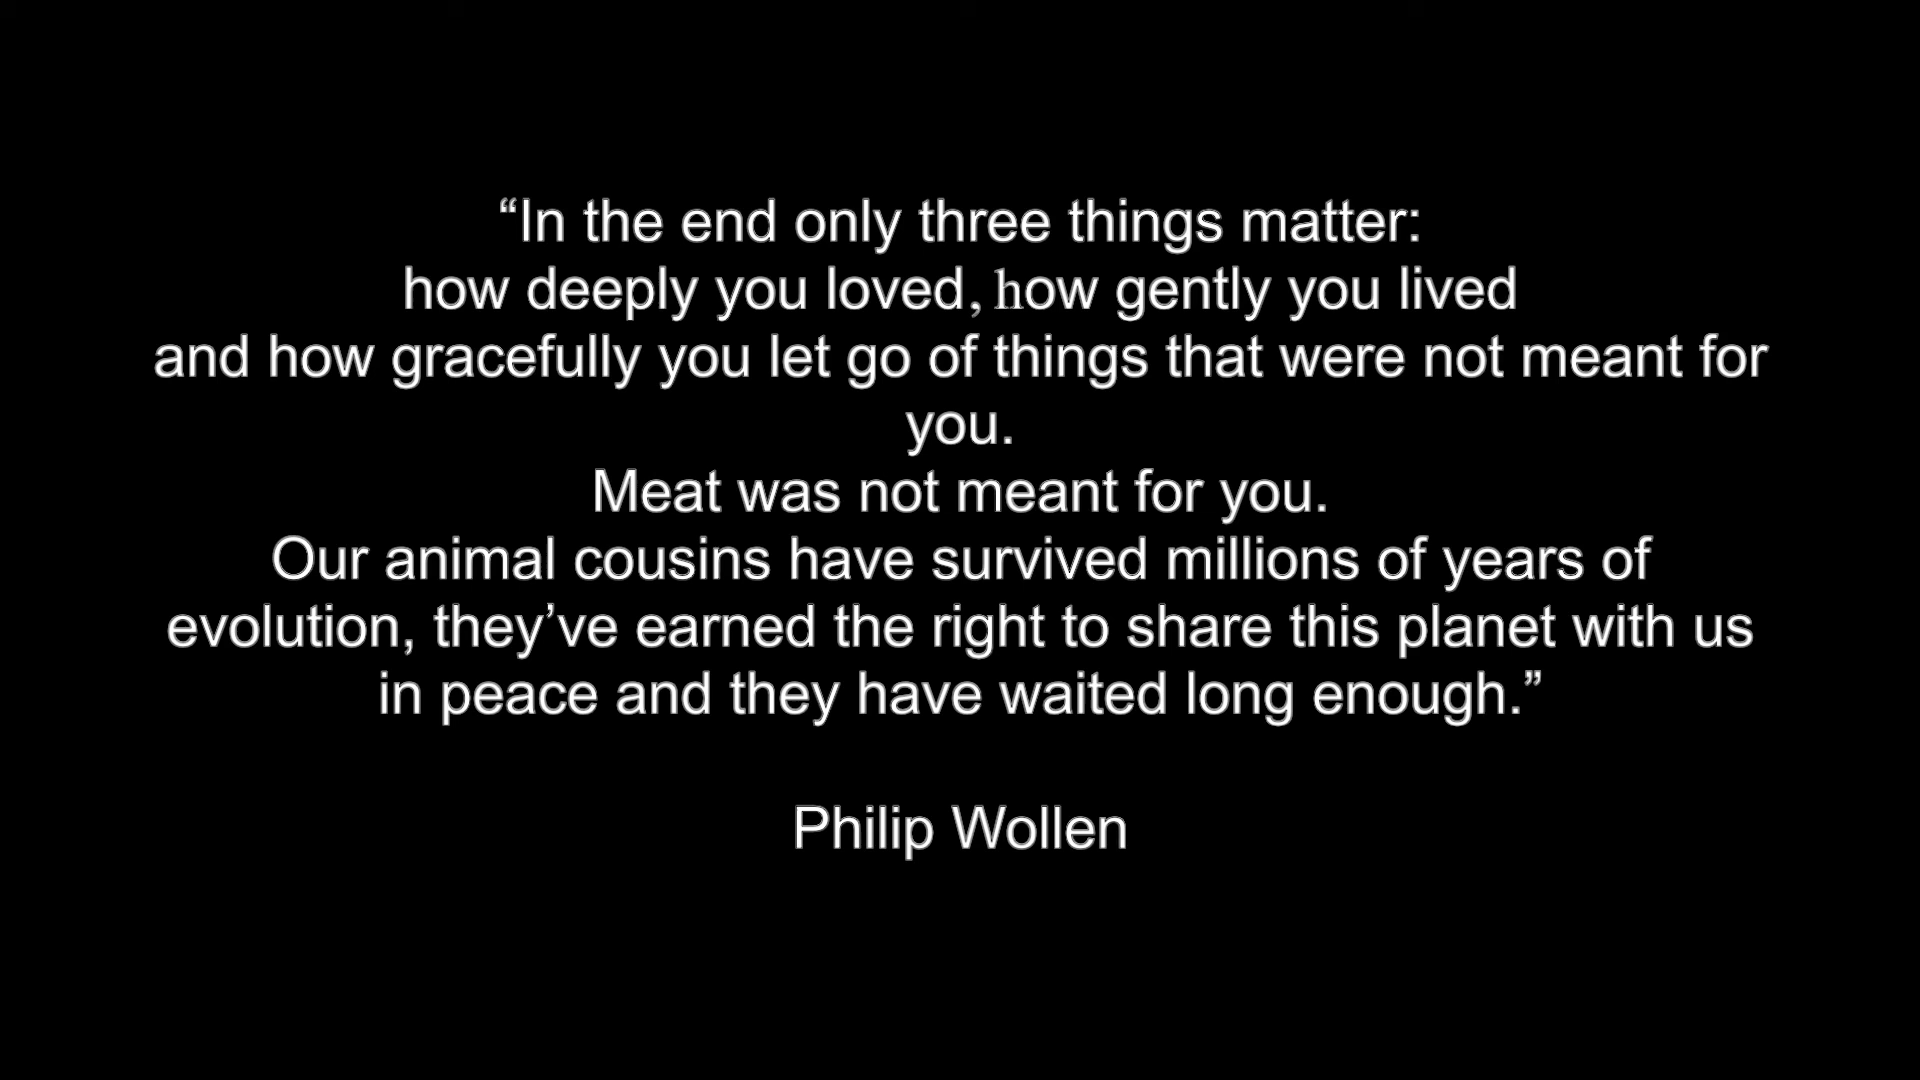 “In the end only three things matter:
how deeply you loved, how gently you lived
and how gracefully you let go of things that were not meant for
you.
Meat was not meant for you.
Our animal cousins have survived millions of years of
evolution, they’ve earned the right to share this planet with us
in peace and they have waited long enough.”
Philip Wollen